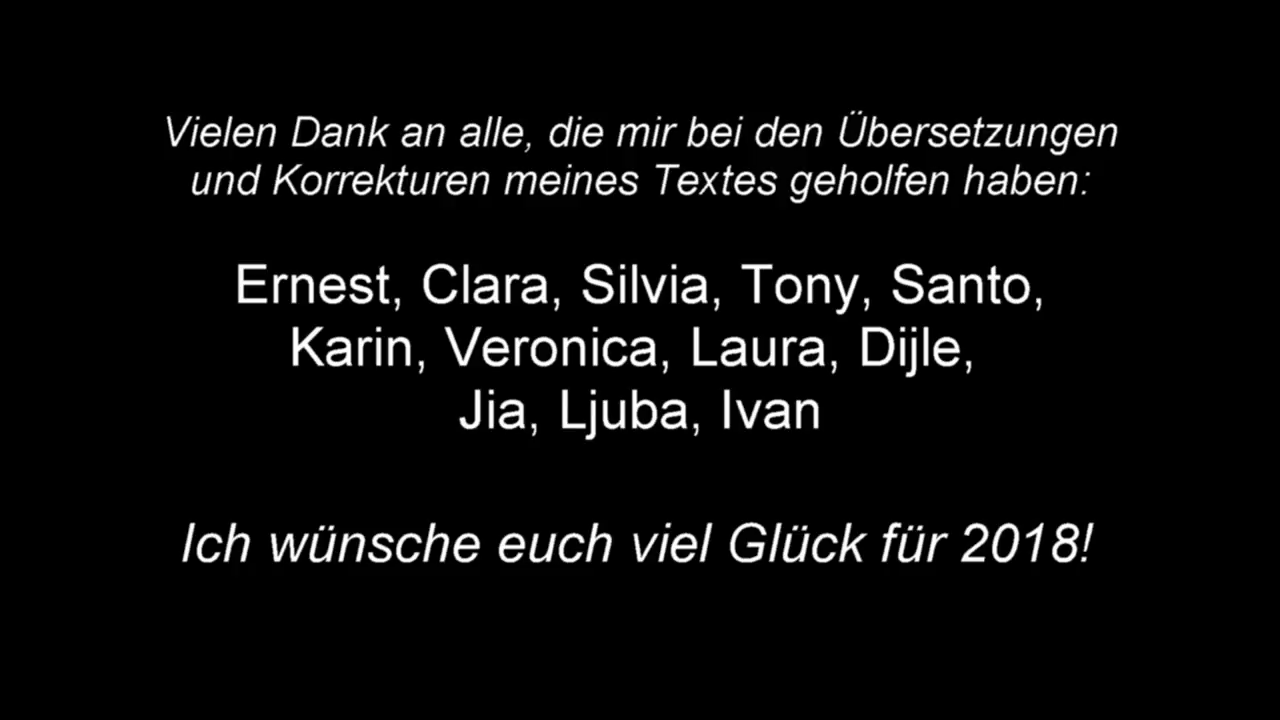 Vielen Dank an alle, die mir bei den Übersetzungen
und Korrekturen meines Textes geholfen haben:
Ernest, Clara, Silvia, Tony, Santo,
Karin, Veronica, Laura, Dijle,
Jia, Ljuba, Ivan
Ich wünsche euch viel Glück für 2018!